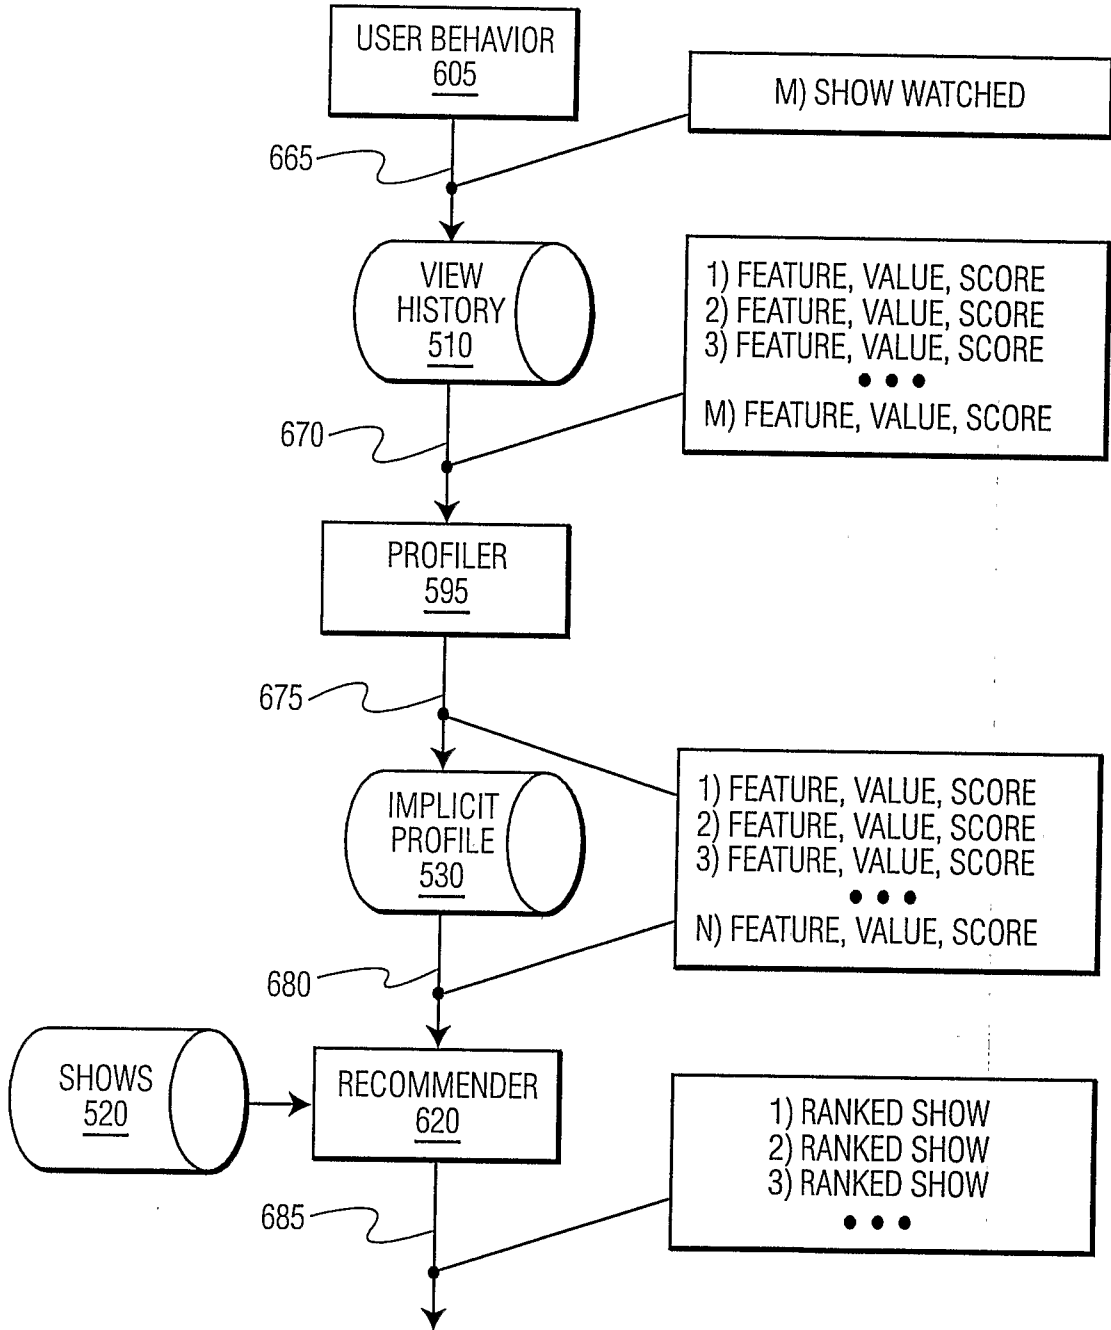 USER BEHAVIOR
605
M) SHOW WATCHED
665
VIEW
HISTORY
510
1) FEATURE, VALUE, SCORE
2) FEATURE, VALUE, SCORE
3) FEATURE, VALUE, SCORE
● ● ●
M) FEATURE, VALUE, SCORE
670
PROFILER
595
675
IMPLICIT
PROFILE
530
1) FEATURE, VALUE, SCORE
2) FEATURE, VALUE, SCORE
3) FEATURE, VALUE, SCORE
● ● ●
N) FEATURE, VALUE, SCORE
680
SHOWS
520
RECOMMENDER
620
1) RANKED SHOW
2) RANKED SHOW
3) RANKED SHOW
● ● ●
685